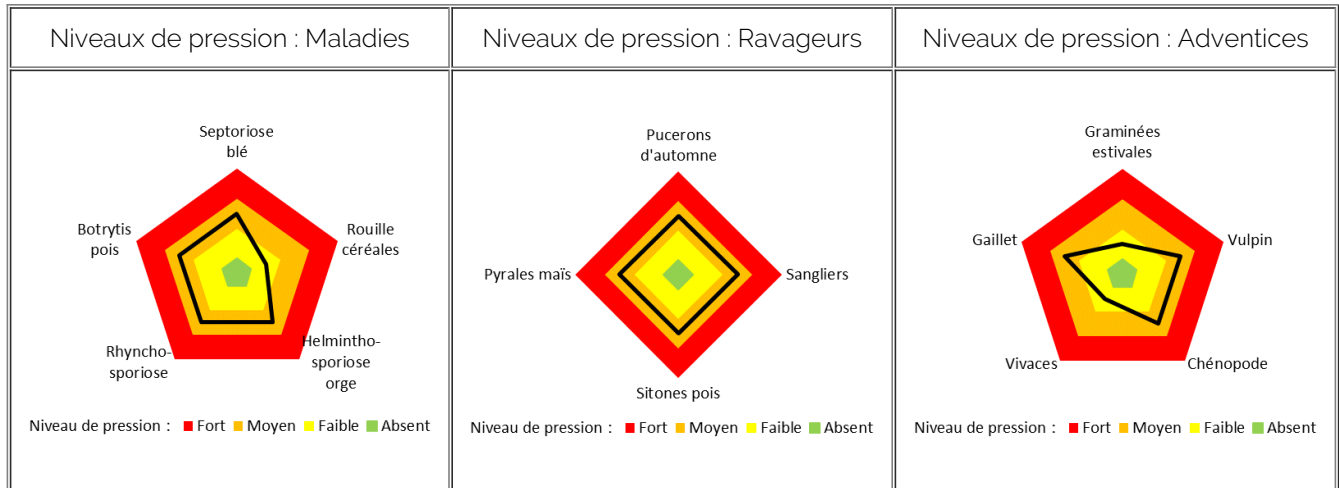 Niveaux de pression : Maladies
Niveaux de pression : Ravageurs
Niveaux de pression : Adventices
Septoriose
blé
Rouille
céréales
Helmintho-
sporiose
orge
Rhyncho-
sporiose
Botrytis
pois
Niveau de pression : Fort Moyen Faible Absent
Pucerons
d'automne
Sangliers
Sitones pois
Pyrales maïs
Niveau de pression : Fort Moyen Faible Absent
Graminées
estivales
Vulpin
Chénopode
Vivaces
Gaillet
Niveau de pression : Fort Moyen Faible Absent